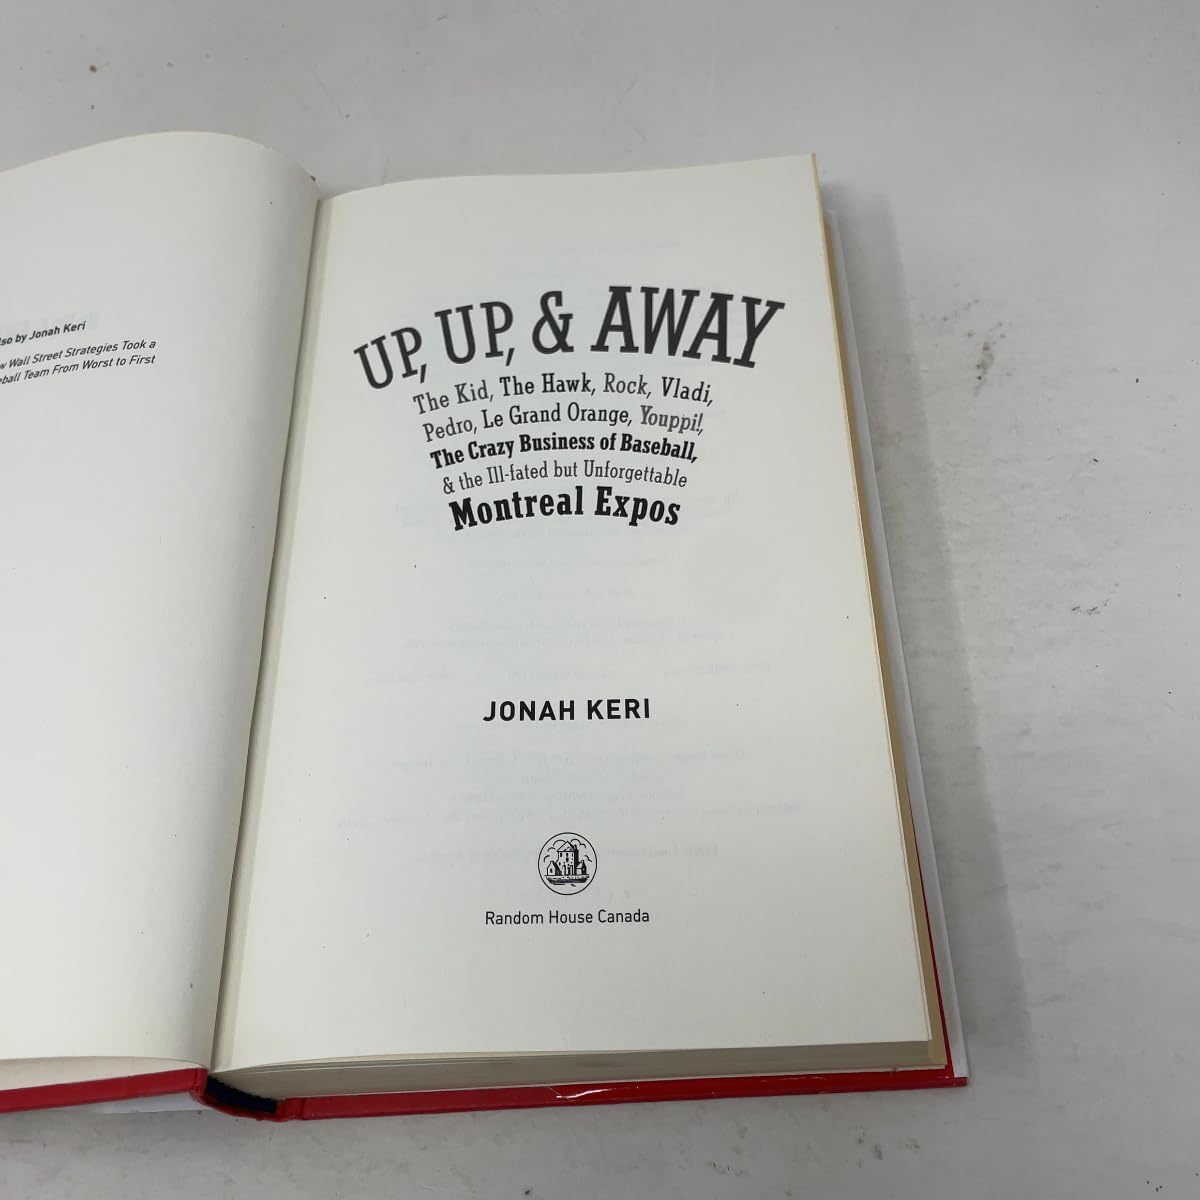 by Jonah Keri
Wall Street Strategies Took a
Team From Worst to First
UP, UP, & AWAY
The Kid, The Hawk, Rock, Vladi,
Pedro, Le Grand Orange, Youppi!,
The Crazy Business of Baseball,
& the Ill-fated but Unforgettable
Montreal Expos
JONAH KERI
Random House Canada